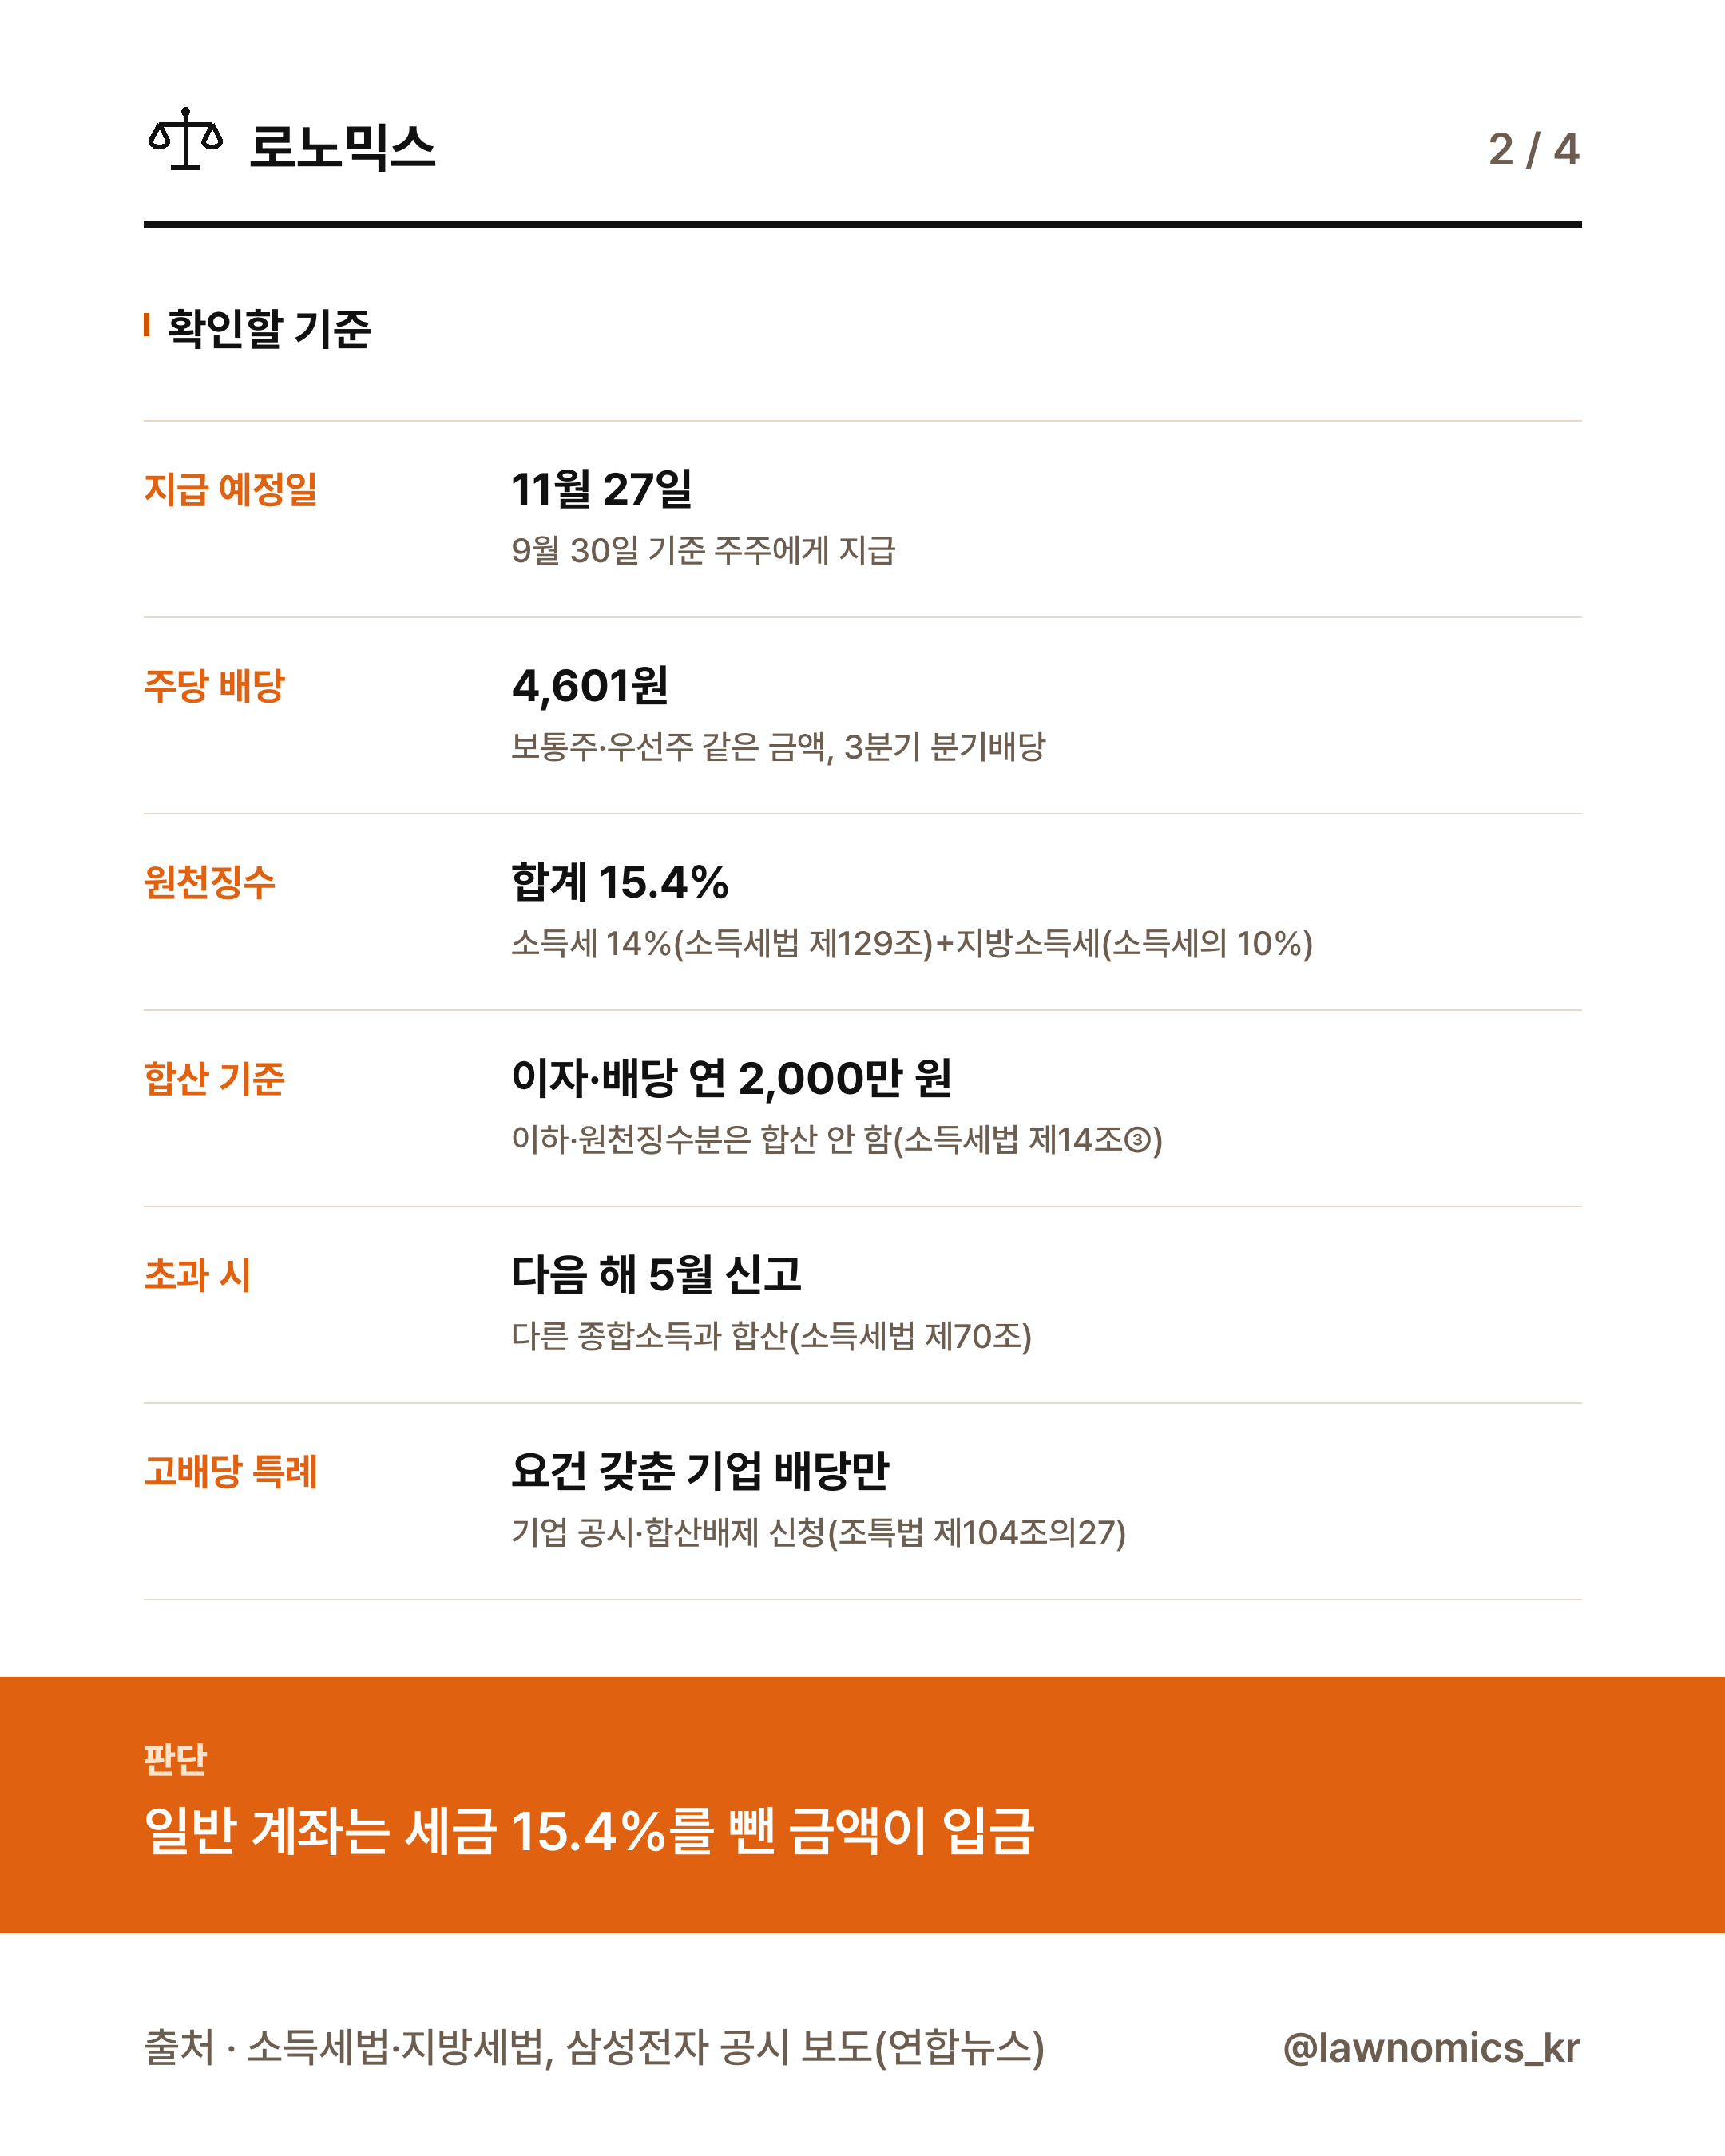 로노믹스
2 / 4
확인할 기준
지급 예정일
11월 27일
9월 30일 기준 주주에게 지급
주당 배당
4,601원
보통주·우선주 같은 금액, 3분기 분기배당
원천징수
합계 15.4%
소득세 14%(소득세법 제129조)+지방소득세(소득세의 10%)
합산 기준
이자·배당 연 2,000만 원
이하·원천징수분은 합산 안 함(소득세법 제14조③)
초과 시
다음 해 5월 신고
다른 종합소득과 합산(소득세법 제70조)
고배당 특례
요건 갖춘 기업 배당만
기업 공시·합산배제 신청(조특법 제104조의27)
판단
일반 계좌는 세금 15.4%를 뺀 금액이 입금
출처 · 소득세법·지방세법, 삼성전자 공시 보도(연합뉴스)
@lawnomics_kr